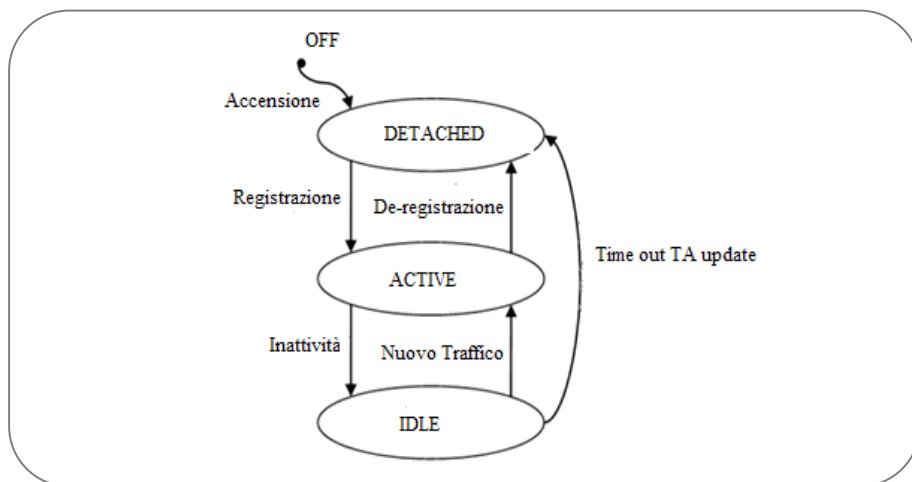 OFF
Accensione
DETACHED
Registrazione
De-registrazione
Time out TA update
ACTIVE
Inattività
Nuovo Traffico
IDLE